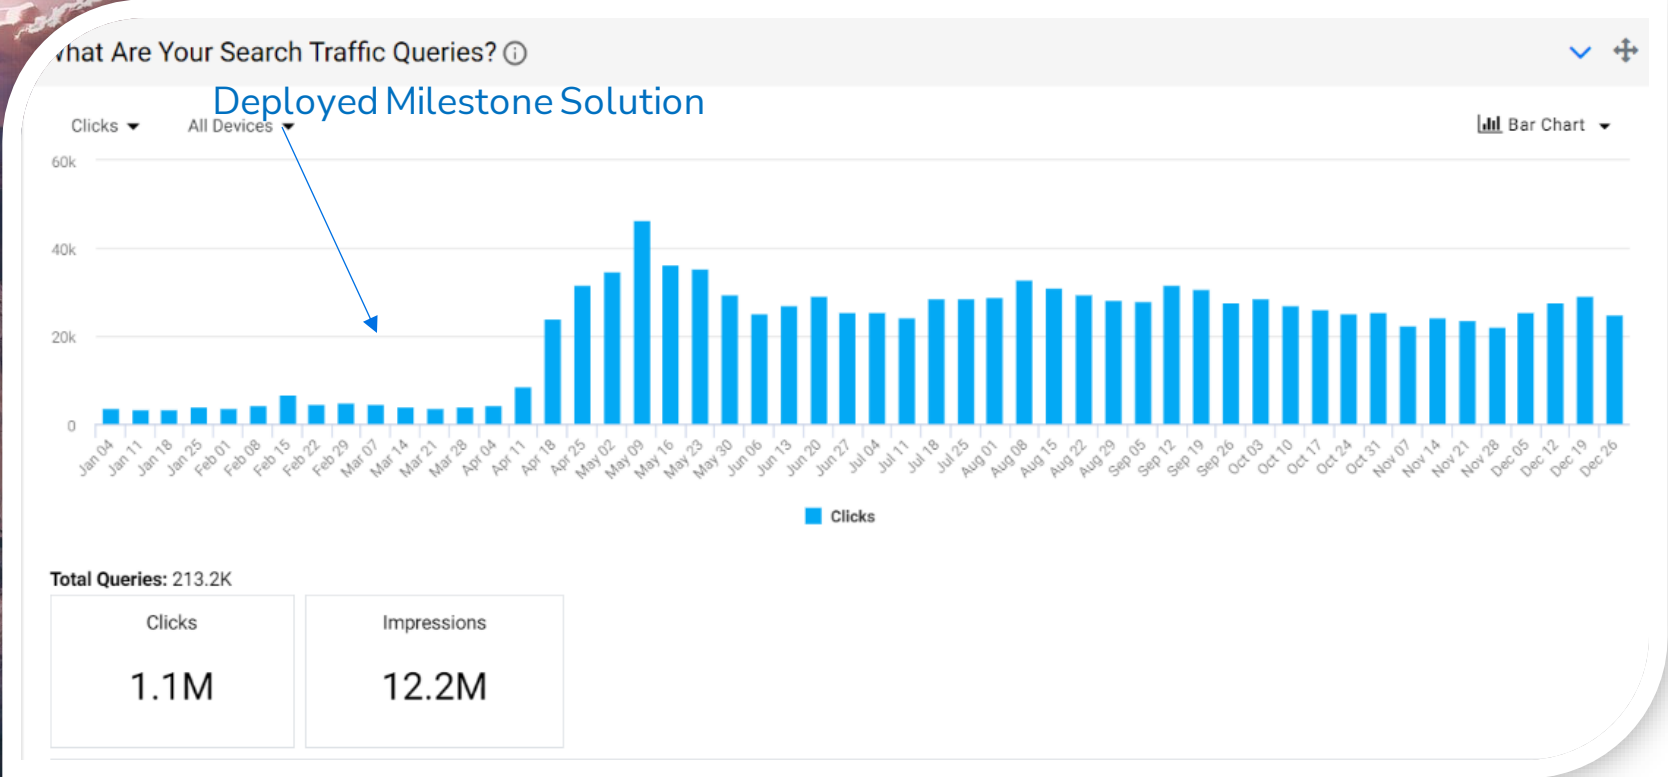 What Are Your Search Traffic Queries?
Deployed Milestone Solution
Clicks All Devices Bar Chart
60k
40k
20k
0
Jan 04 Jan 11 Jan 18 Jan 25 Feb 01 Feb 08 Feb 15 Feb 22 Feb 29 Mar 07 Mar 14 Mar 21 Mar 28 Apr 04 Apr 11 Apr 18 Apr 25 May 02 May 09 May 16 May 23 May 30 Jun 06 Jun 13 Jun 20 Jun 27 Jul 04 Jul 11 Jul 18 Jul 25 Aug 01 Aug 08 Aug 15 Aug 22 Aug 29 Sep 05 Sep 12 Sep 19 Sep 26 Oct 03 Oct 10 Oct 17 Oct 24 Oct 31 Nov 07 Nov 14 Nov 21 Nov 28 Dec 05 Dec 12 Dec 19 Dec 26
Clicks
Total Queries: 213.2K
Clicks Impressions
1.1M 12.2M